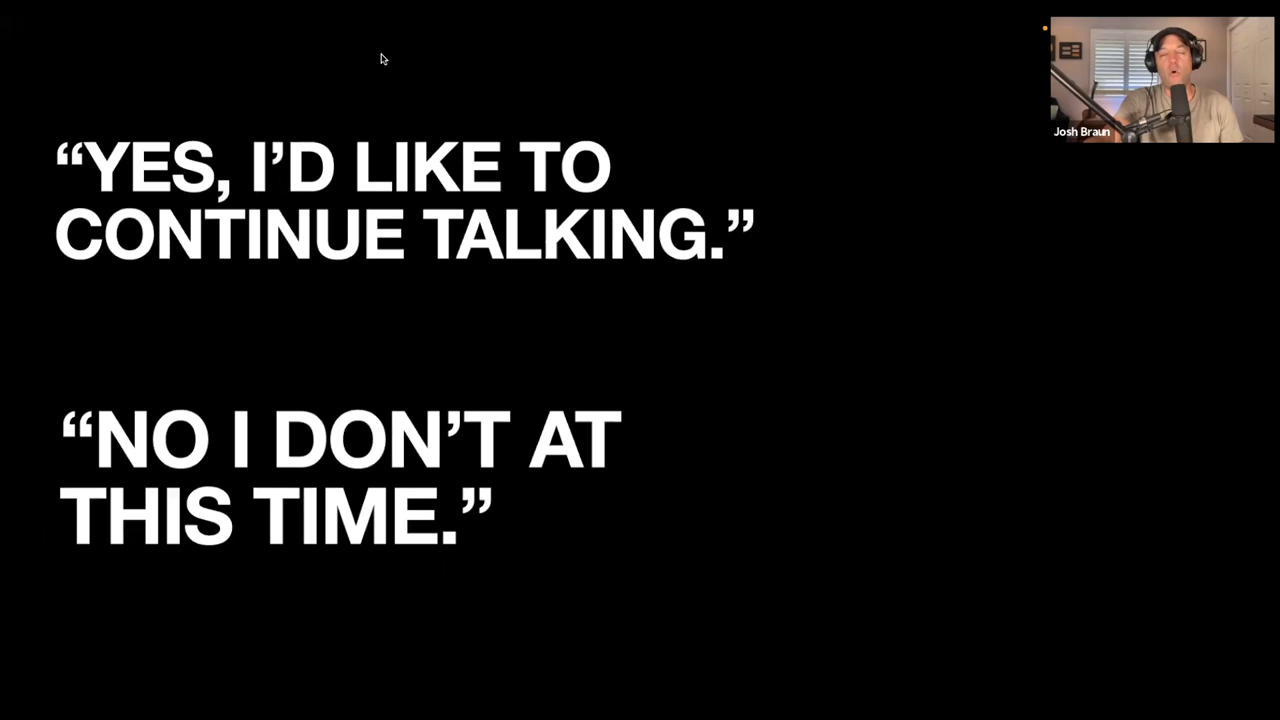 “YES, I’D LIKE TO
CONTINUE TALKING.”
“NO I DON’T AT
THIS TIME.”
Josh Braun